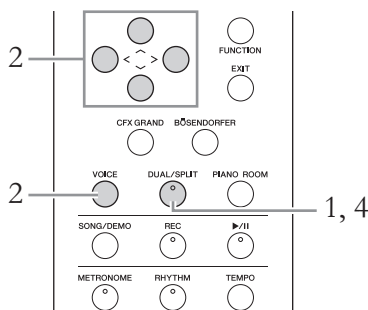 2
FUNCTION
EXIT
CFX GRAND BÖSENDORFER
2
VOICE DUAL/SPLIT PIANO ROOM
1, 4
SONG/DEMO REC ▶/II
METRONOME RHYTHM TEMPO